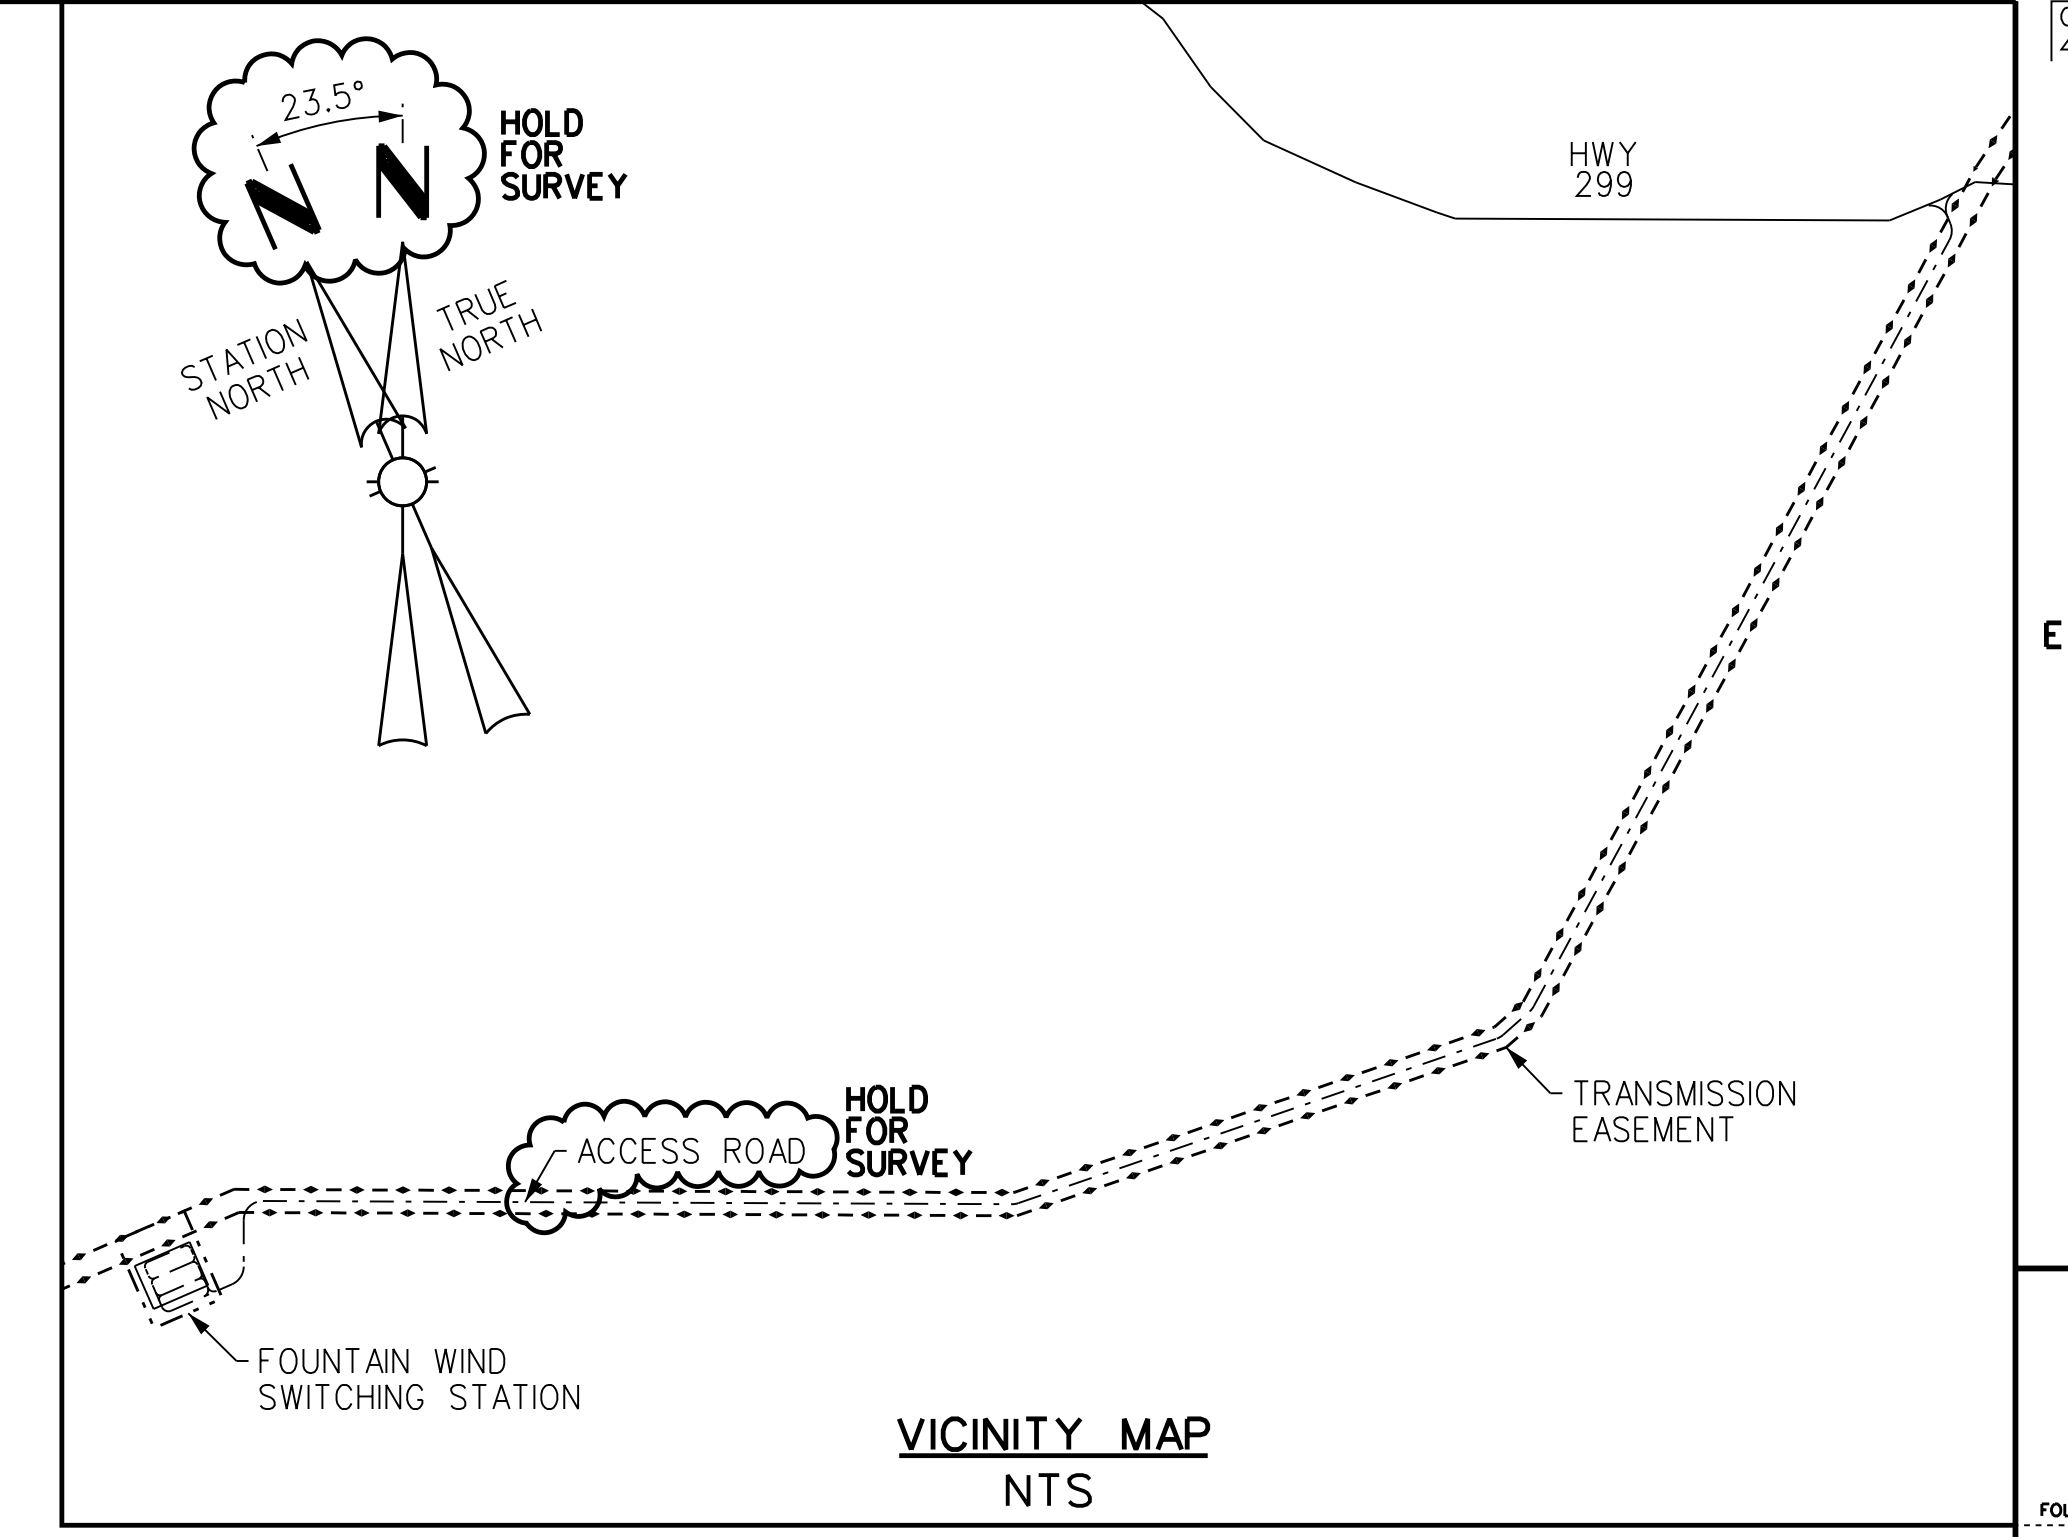 23.5°
HOLD
FOR
SURVEY
N
N
STATION
NORTH
TRUE
NORTH
HWY
299
E
HOLD
FOR
SURVEY
ACCESS ROAD
TRANSMISSION
EASEMENT
FOUNTAIN WIND
SWITCHING STATION
VICINITY MAP
NTS